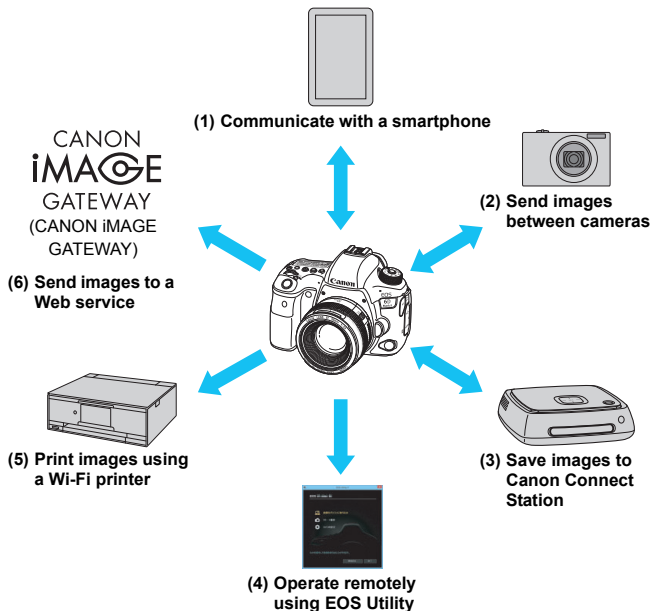 (1) Communicate with a smartphone
CANON
iMAGE
GATEWAY
(CANON iMAGE
GATEWAY)
(2) Send images
between cameras
(6) Send images to a
Web service
Canon
EOS
6D
(5) Print images using
a Wi-Fi printer
(3) Save images to
Canon Connect
Station
(4) Operate remotely
using EOS Utility